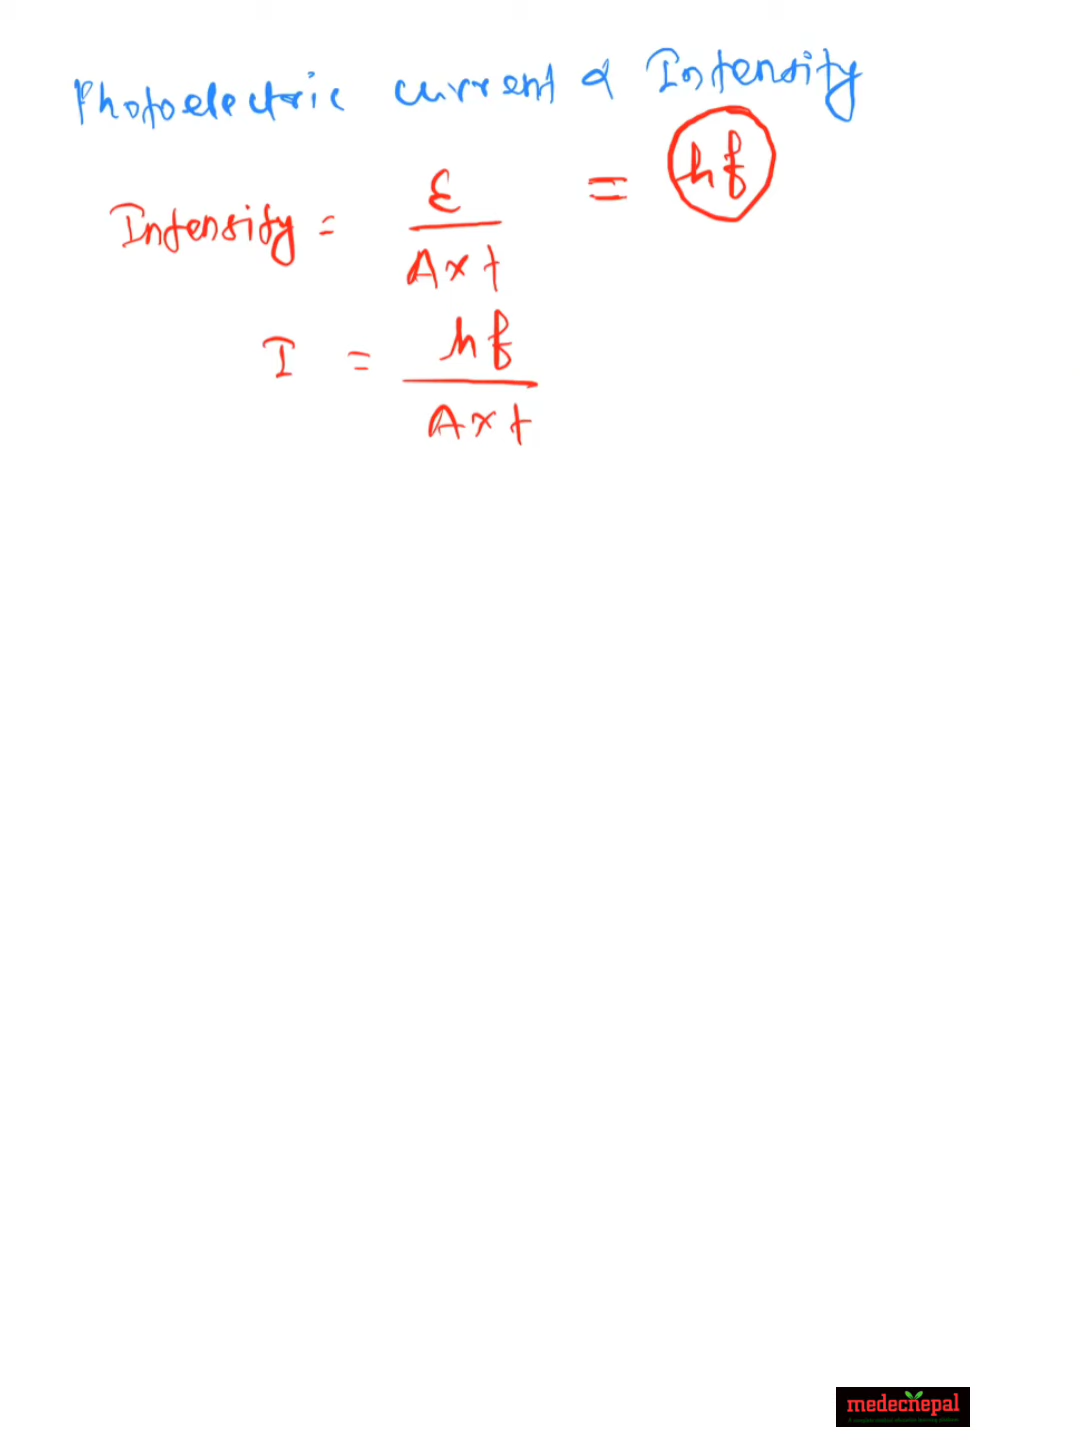 Photoelectric current α Intensity
Intensity = E / A x t = hf
I = hf / A x t
medecnepal